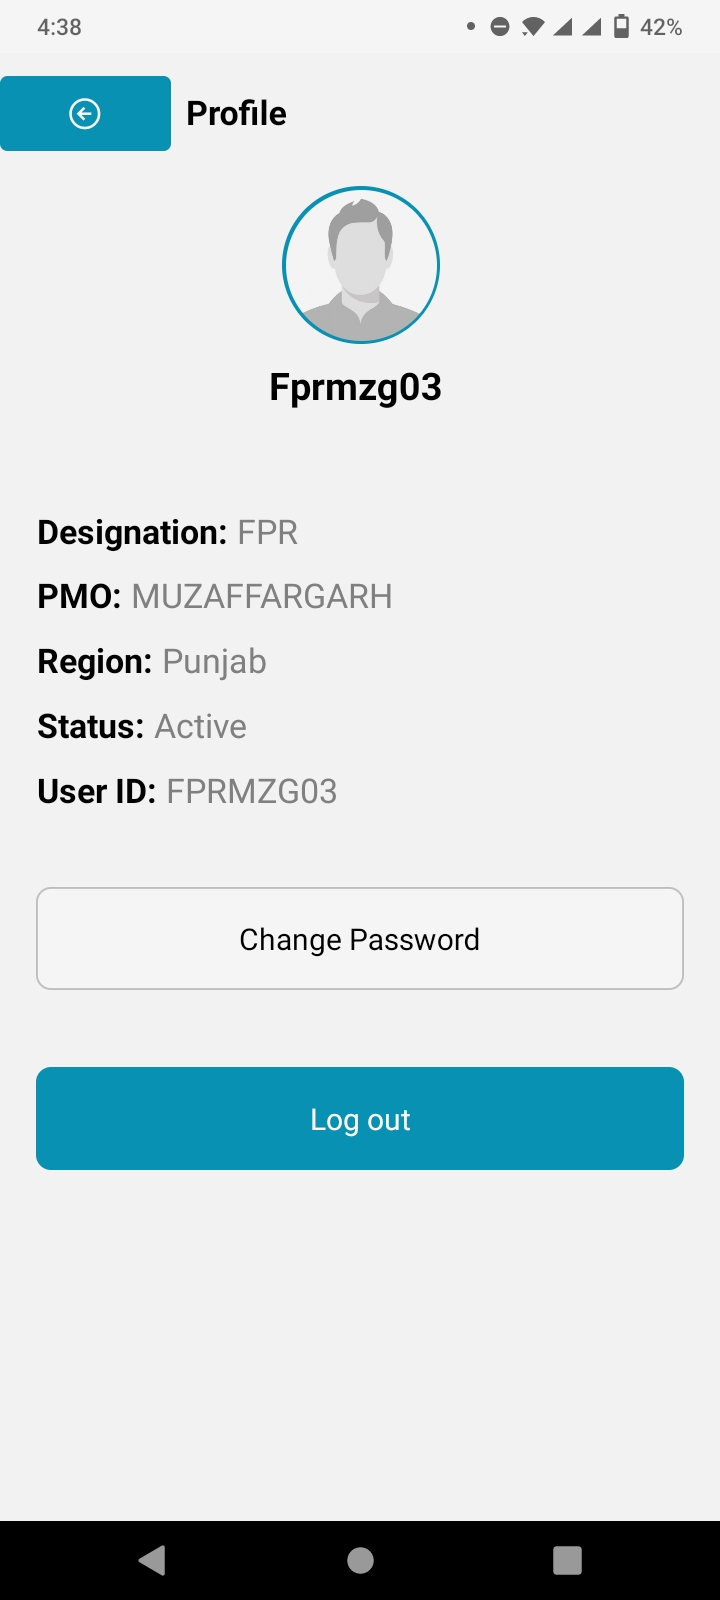 4:38
42%
Profile
Fprmzg03
Designation: FPR
PMO: MUZAFFARGARH
Region: Punjab
Status: Active
User ID: FPRMZG03
Change Password
Log out